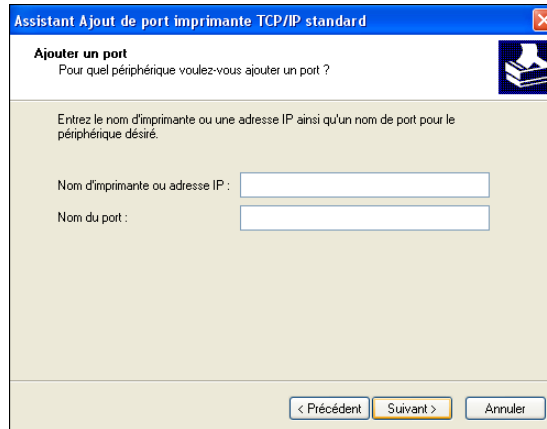 Assistant Ajout de port imprimante TCP/IP standard
Ajouter un port
Pour quel périphérique voulez-vous ajouter un port ?
Entrez le nom d'imprimante ou une adresse IP ainsi qu'un nom de port pour le
périphérique désiré.
Nom d'imprimante ou adresse IP :
Nom du port :
< Précédent
Suivant >
Annuler